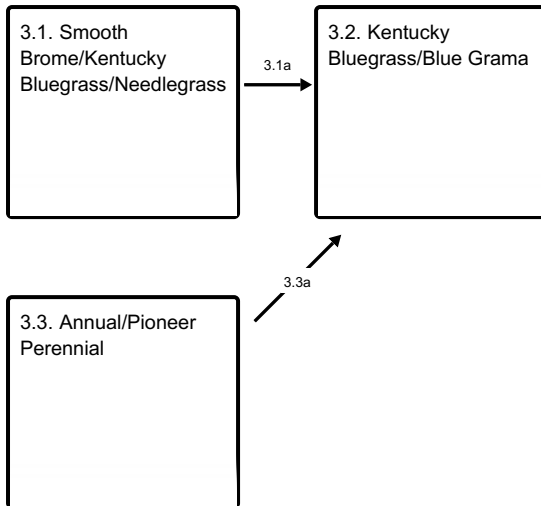 3.1. Smooth
Brome/Kentucky
Bluegrass/Needlegrass
3.1a
3.2. Kentucky
Bluegrass/Blue Grama
3.3a
3.3. Annual/Pioneer
Perennial